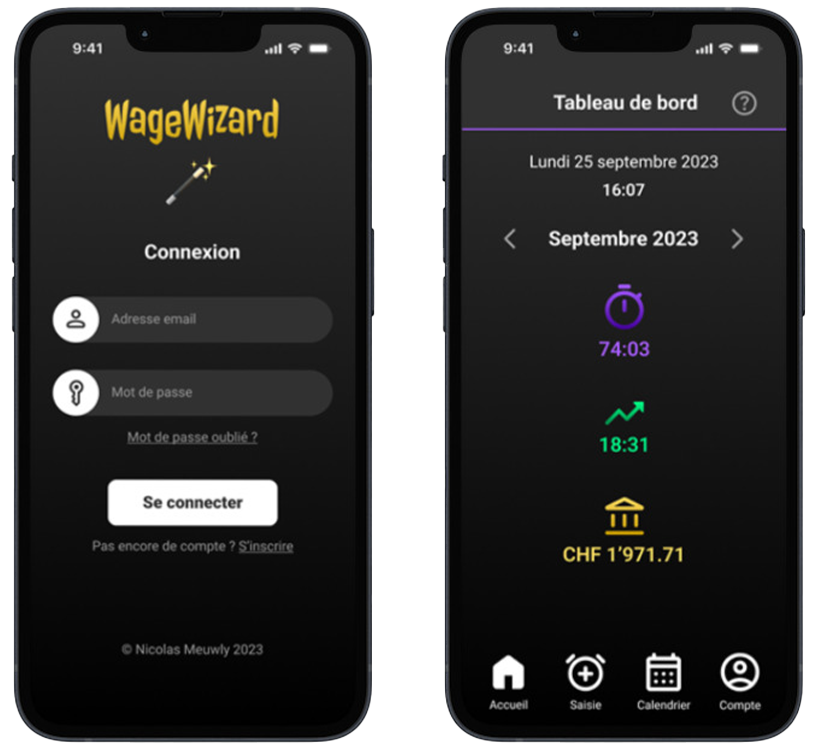 9:41
WageWizard
Connexion
Adresse email
Mot de passe
Mot de passe oublié ?
Se connecter
Pas encore de compte ? S'inscrire
© Nicolas Meuwly 2023
9:41
Tableau de bord ?
Lundi 25 septembre 2023
16:07
Septembre 2023
74:03
18:31
CHF 1'971.71
Accueil Saisie Calendrier Compte